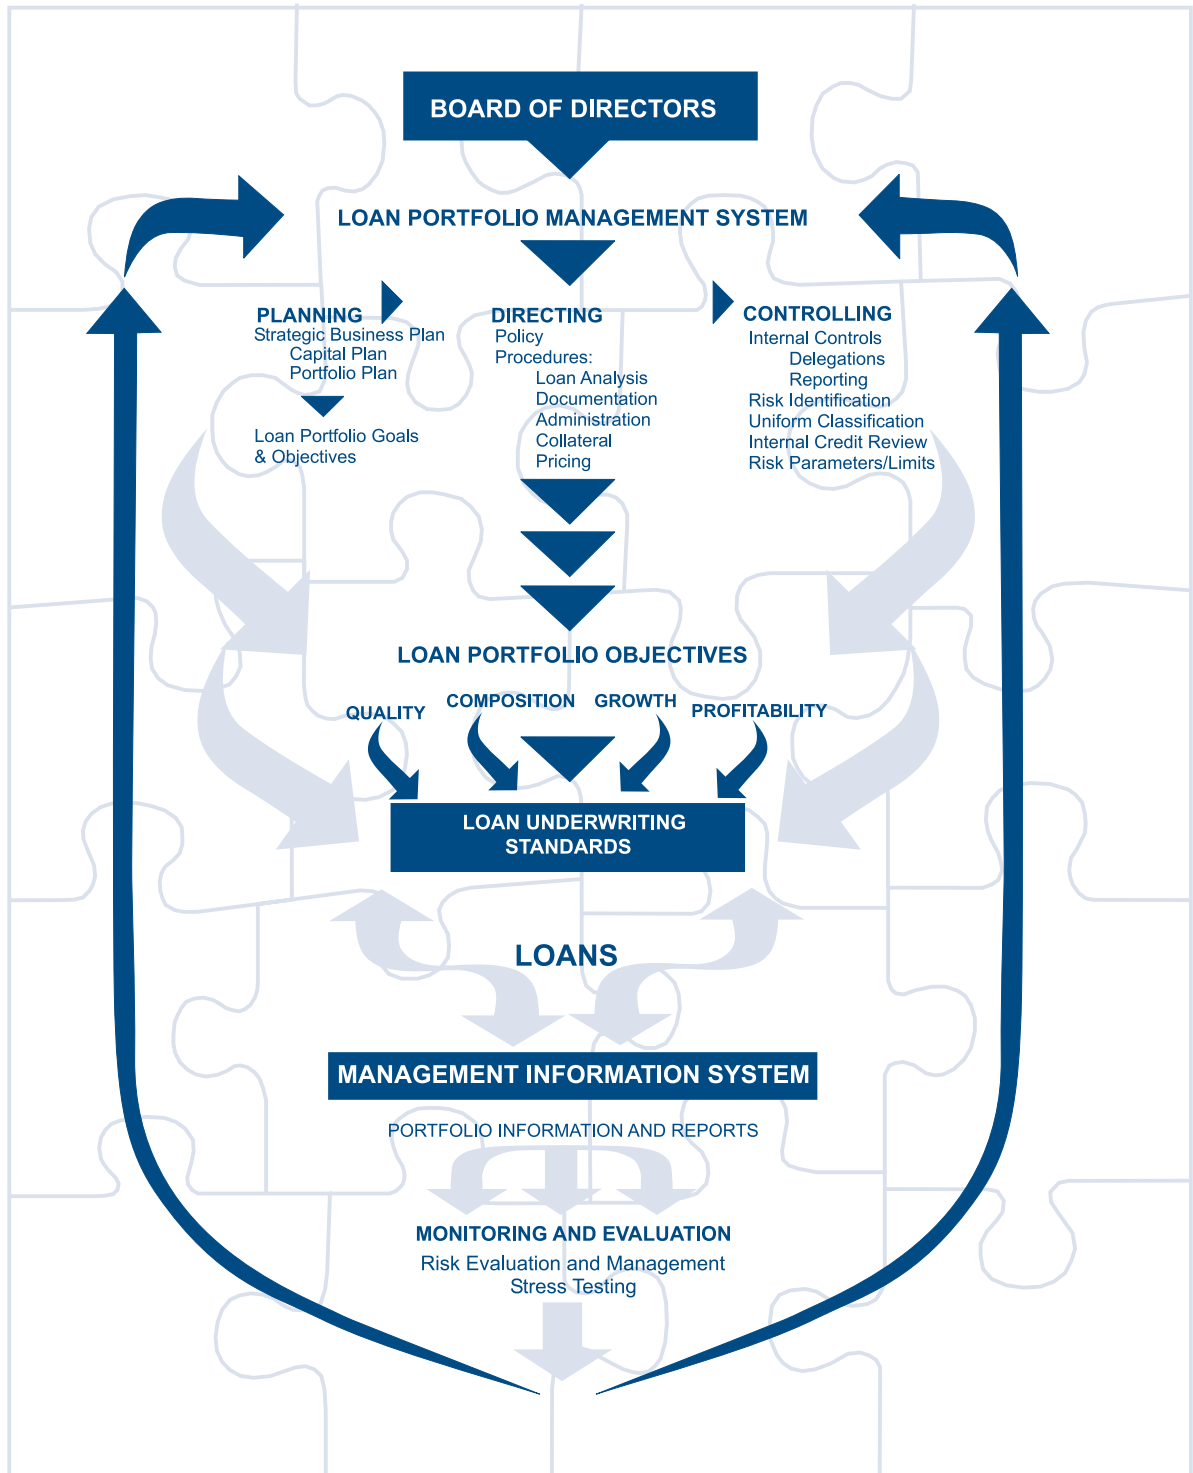 BOARD OF DIRECTORS
LOAN PORTFOLIO MANAGEMENT SYSTEM
PLANNING
Strategic Business Plan
Capital Plan
Portfolio Plan
Loan Portfolio Goals
& Objectives
DIRECTING
Policy
Procedures:
Loan Analysis
Documentation
Administration
Collateral
Pricing
CONTROLLING
Internal Controls
Delegations
Reporting
Risk Identification
Uniform Classification
Internal Credit Review
Risk Parameters/Limits
LOAN PORTFOLIO OBJECTIVES
QUALITY
COMPOSITION
GROWTH
PROFITABILITY
LOAN UNDERWRITING
STANDARDS
LOANS
MANAGEMENT INFORMATION SYSTEM
PORTFOLIO INFORMATION AND REPORTS
MONITORING AND EVALUATION
Risk Evaluation and Management
Stress Testing